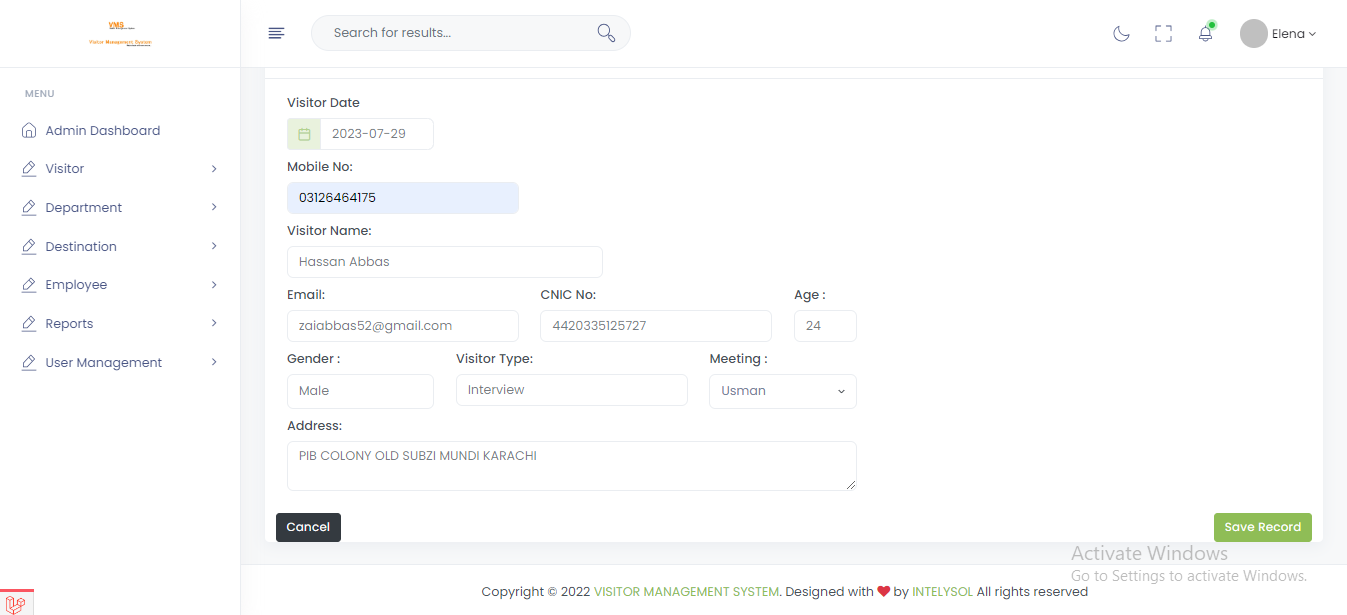 VMS
Visitor Management System
Search for results...
Elena
MENU
Admin Dashboard
Visitor
Department
Destination
Employee
Reports
User Management
Visitor Date
2023-07-29
Mobile No:
03126464175
Visitor Name:
Hassan Abbas
Email: CNIC No: Age :
zaiabbas52@gmail.com 4420335125727 24
Gender : Visitor Type: Meeting :
Male Interview Usman
Address:
PIB COLONY OLD SUBZI MUNDI KARACHI
Cancel Save Record
Activate Windows
Go to Settings to activate Windows.
Copyright © 2022 VISITOR MANAGEMENT SYSTEM. Designed with ❤ by INTELYSOL All rights reserved